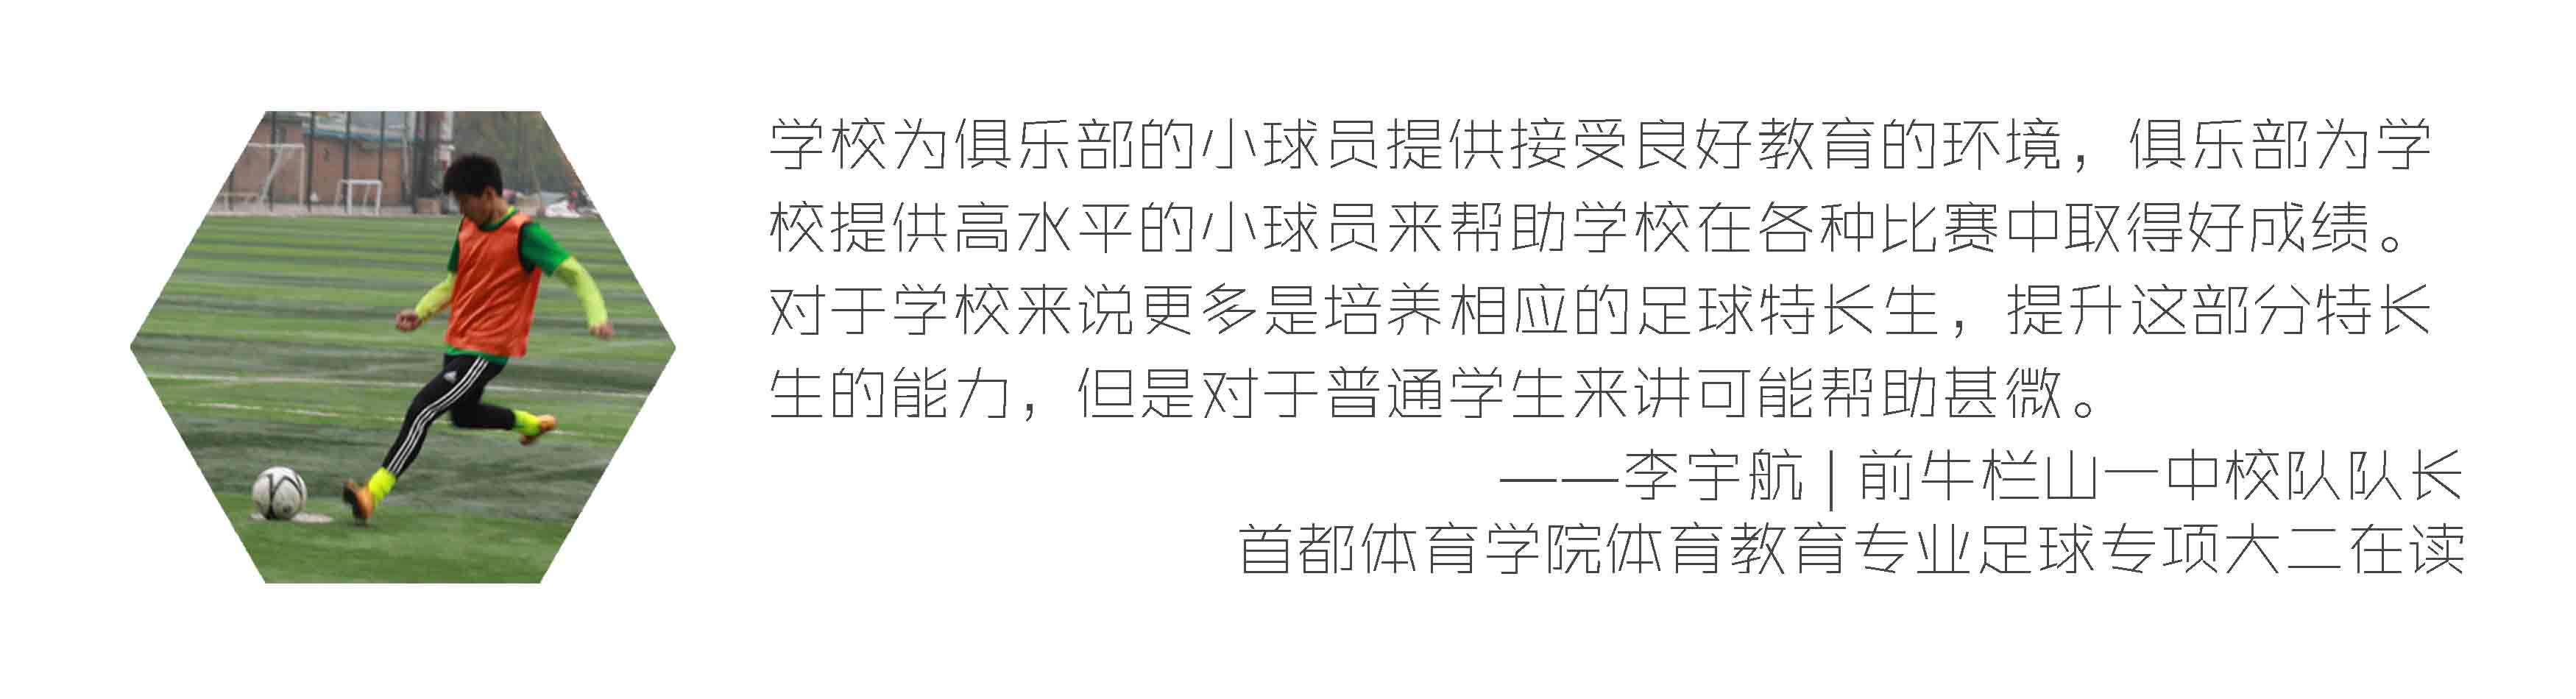 学校为俱乐部的小球员提供接受良好教育的环境，俱乐部为学
校提供高水平的小球员来帮助学校在各种比赛中取得好成绩。
对于学校来说更多是培养相应的足球特长生，提升这部分特长
生的能力，但是对于普通学生来讲可能帮助甚微。
——李宇航 | 前牛栏山一中校队队长
首都体育学院体育教育专业足球专项大二在读